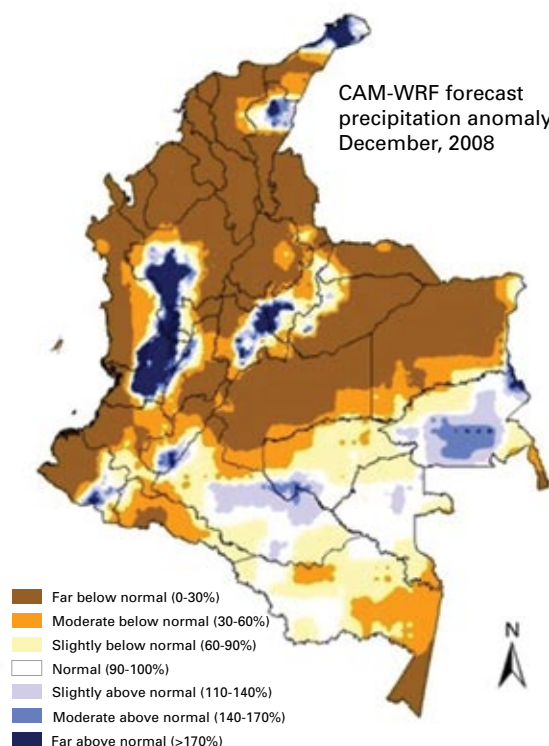 CAM-WRF forecast
precipitation anomaly
December, 2008
Far below normal (0-30%)
Moderate below normal (30-60%)
Slightly below normal (60-90%)
Normal (90-100%)
Slightly above normal (110-140%)
Moderate above normal (140-170%)
Far above normal (>170%)
N